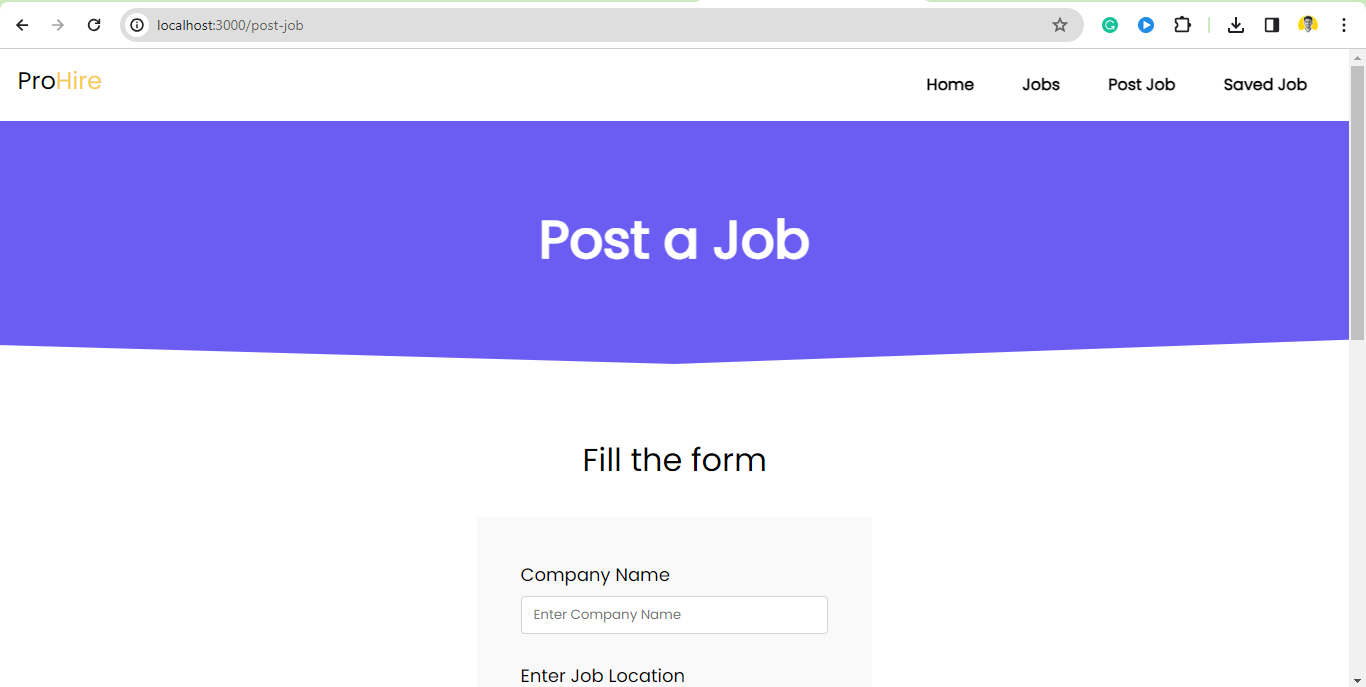 localhost:3000/post-job
ProHire
Home Jobs Post Job Saved Job
Post a Job
Fill the form
Company Name
Enter Company Name
Enter Job Location